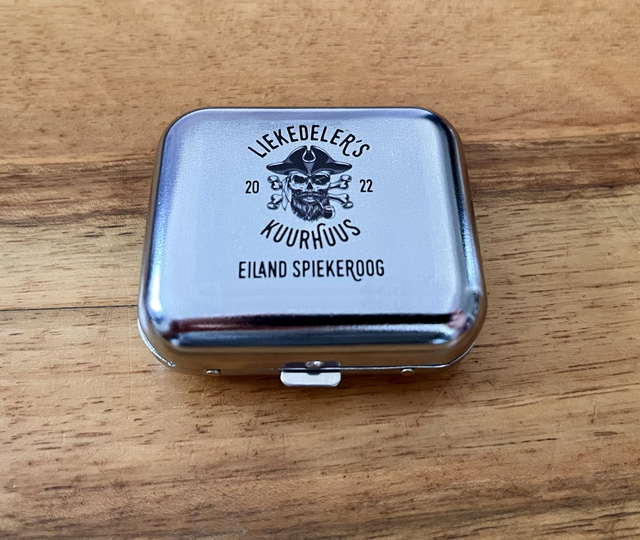 LIEKEDELER'S
20 22
KUURHUUS
EILAND SPIEKEROOG